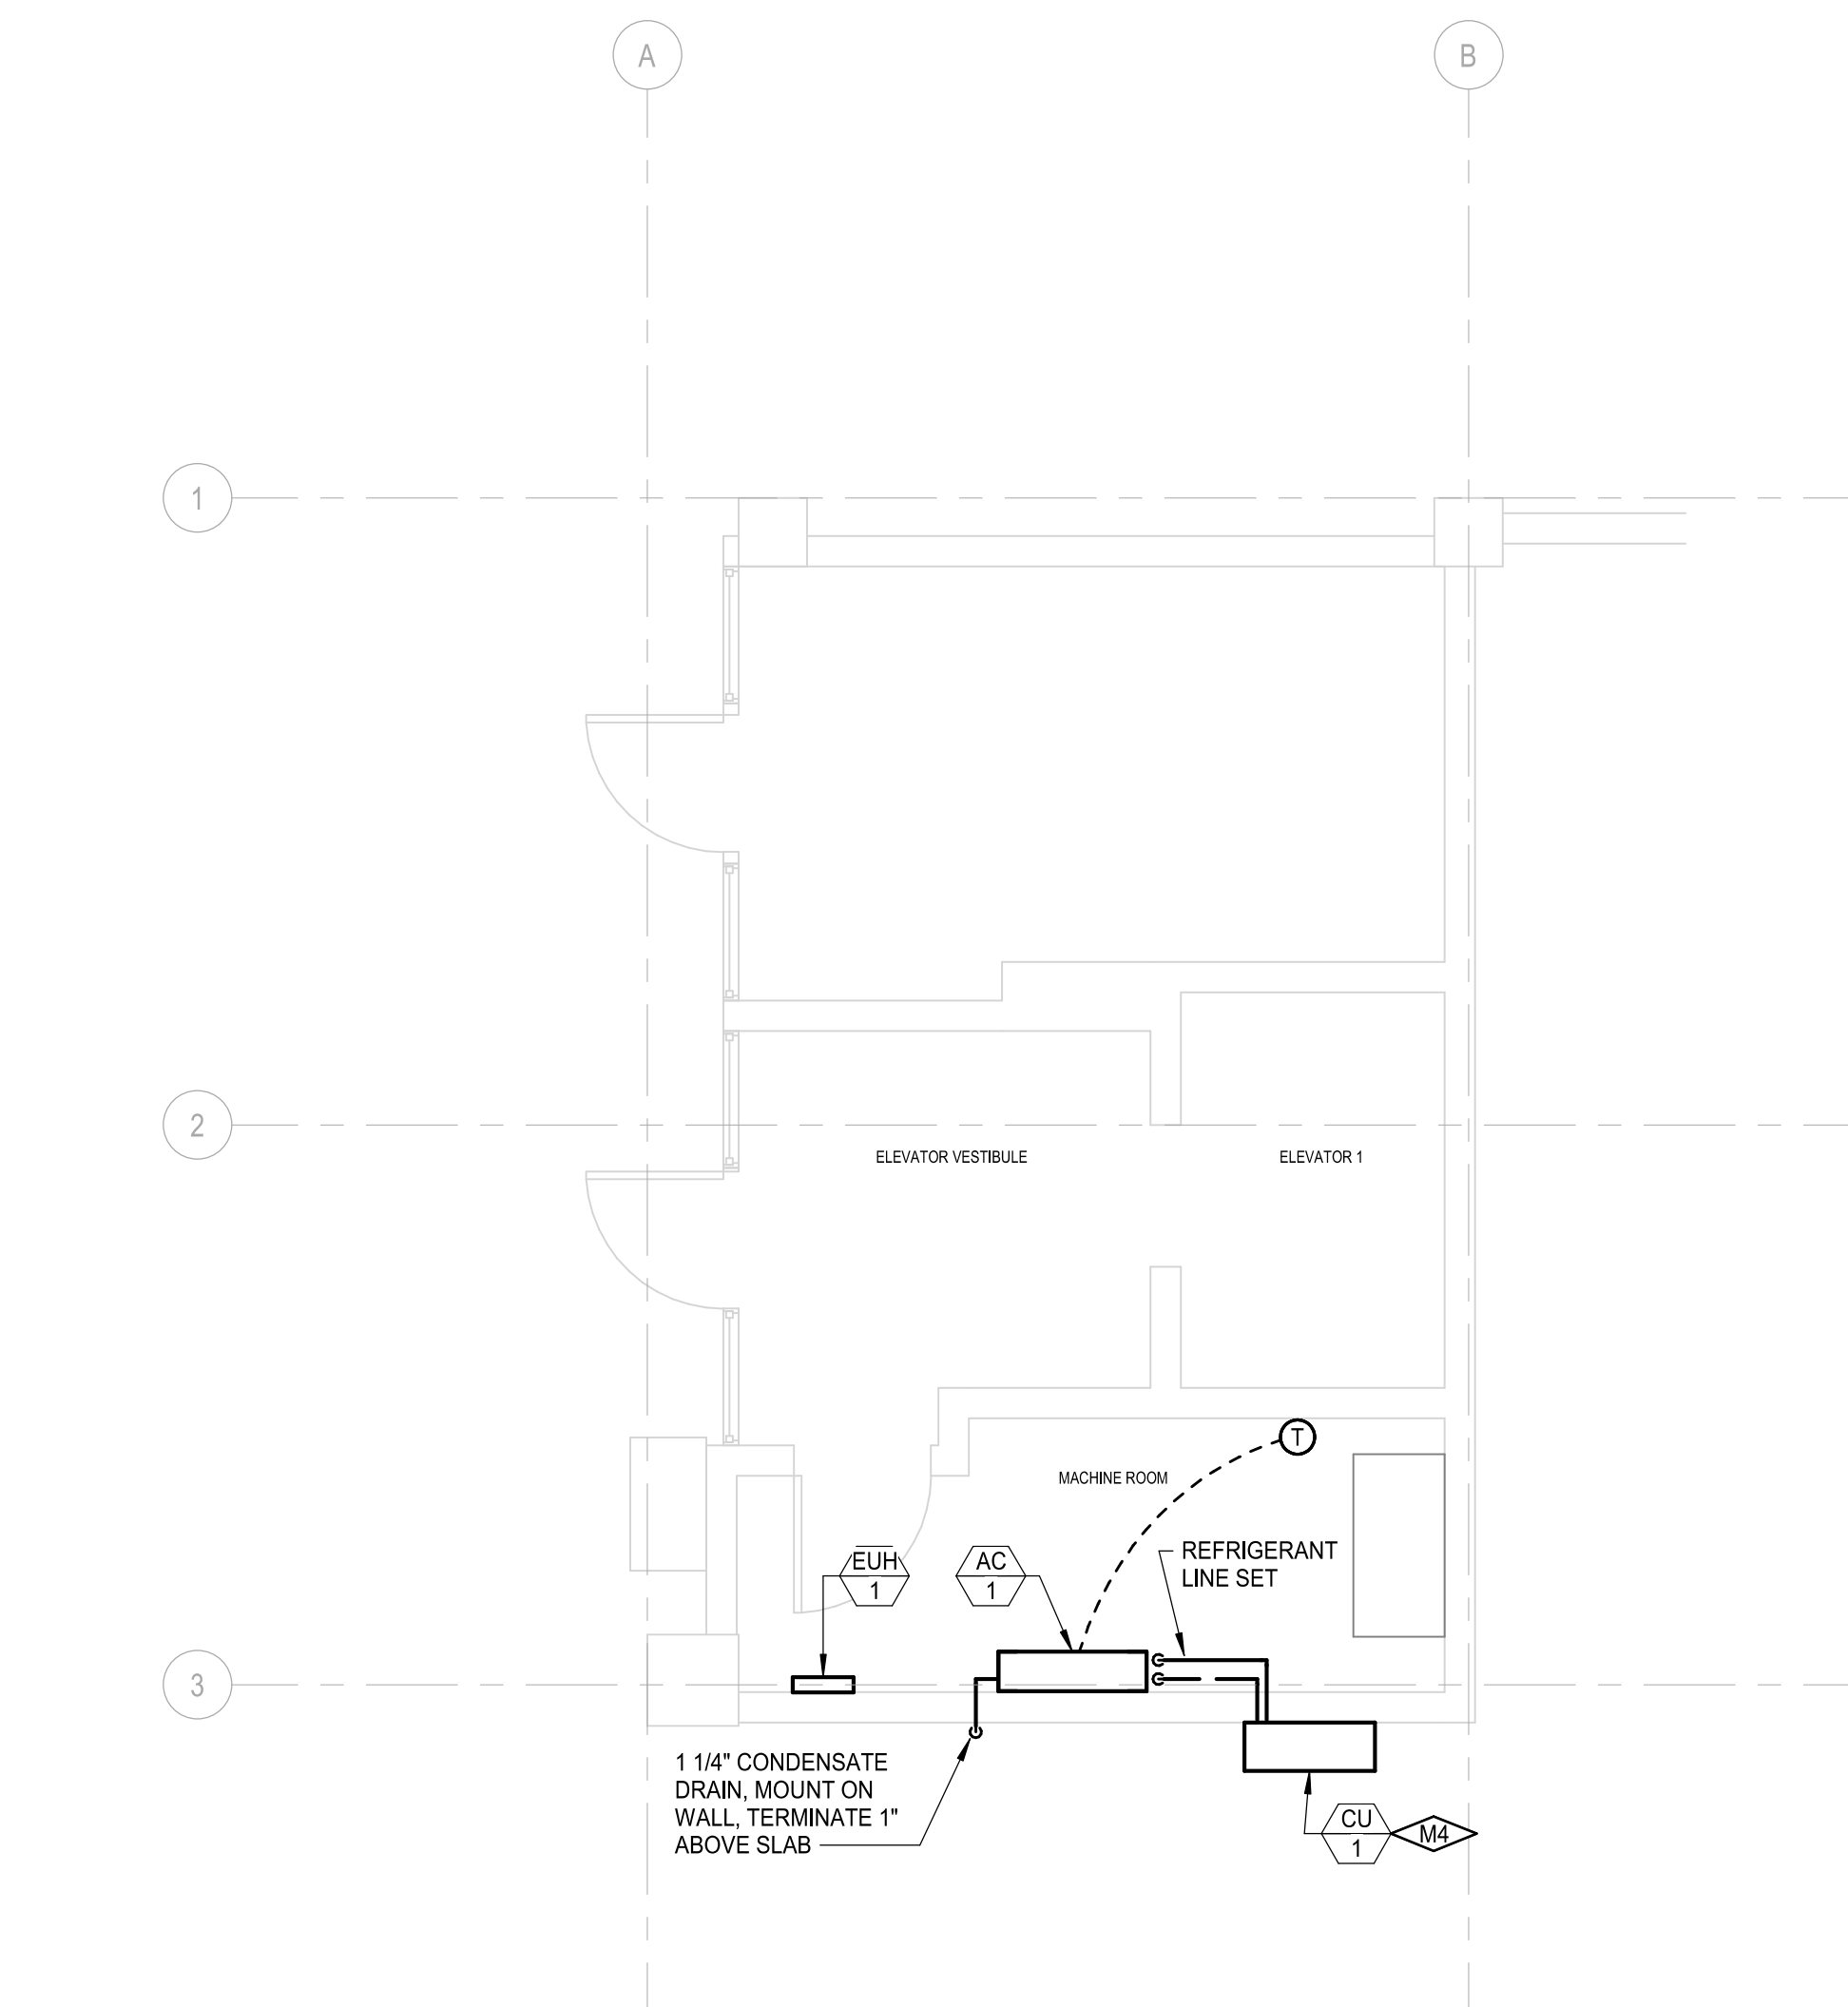 A
B
1
2
ELEVATOR VESTIBULE
ELEVATOR 1
T
MACHINE ROOM
EUH
1
AC
1
REFRIGERANT
LINE SET
3
1 1/4" CONDENSATE
DRAIN, MOUNT ON
WALL, TERMINATE 1"
ABOVE SLAB
CU
1
M4